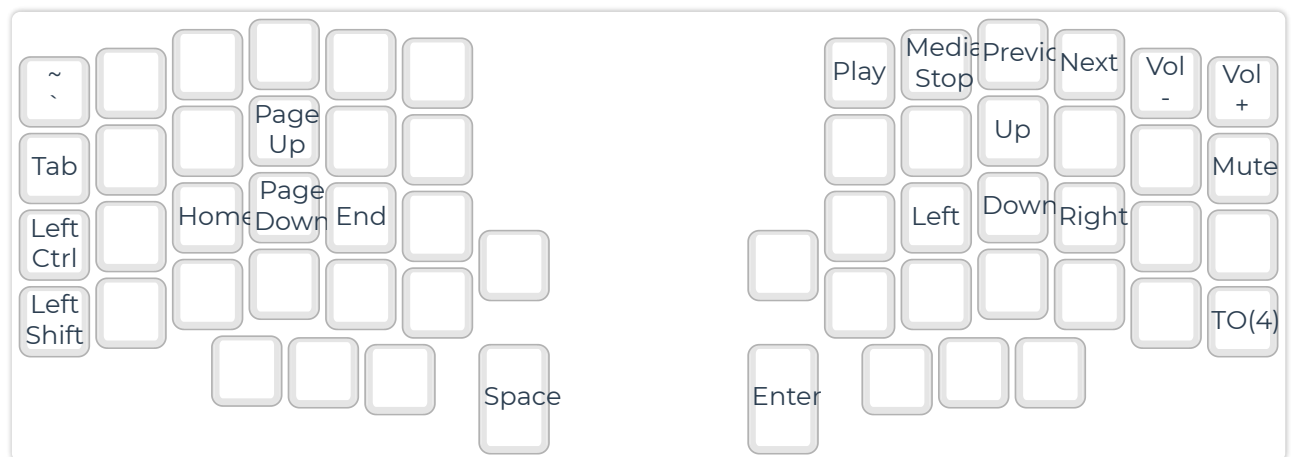 ~
`
Play
Media
Stop
Previo
Next
Vol
-
Vol
+
Page
Up
Up
Tab
Mute
Home
Page
Down
End
Left
Down
Right
Left
Ctrl
Left
Shift
TO(4)
Space
Enter